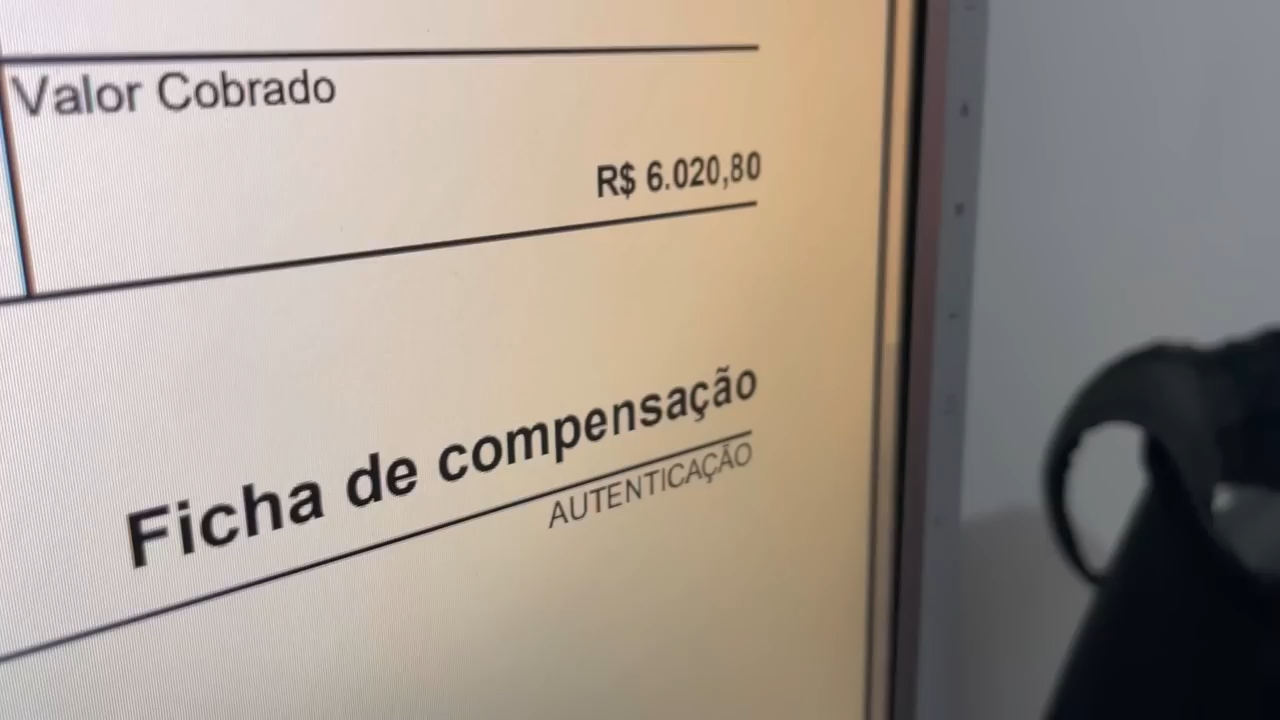 Valor Cobrado
R$ 6.020,80
Ficha de compensação
AUTENTICAÇÃO